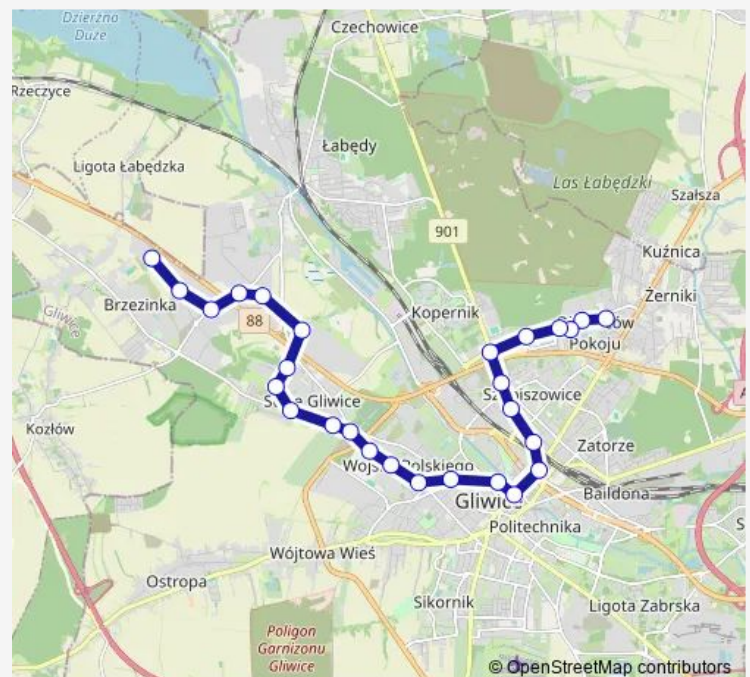 Dzierżno
Duże
Czechowice
Rzeczyce
Łabędy
Ligota Łabędzka
Las Łabędzki
Szałsza
901
Kuźnica
Żerniki
Brzezinka
Gliwice
88
Kopernik
Pokoju
Stare Gliwice
Kozłów
Zatorze
Wojska Polskiego
Baildona
Gliwice
Politechnika
Wójtowa Wieś
Ostropa
Sikornik
Ligota Zabrska
Poligon
Garnizonu
Gliwice
© OpenStreetMap contributors